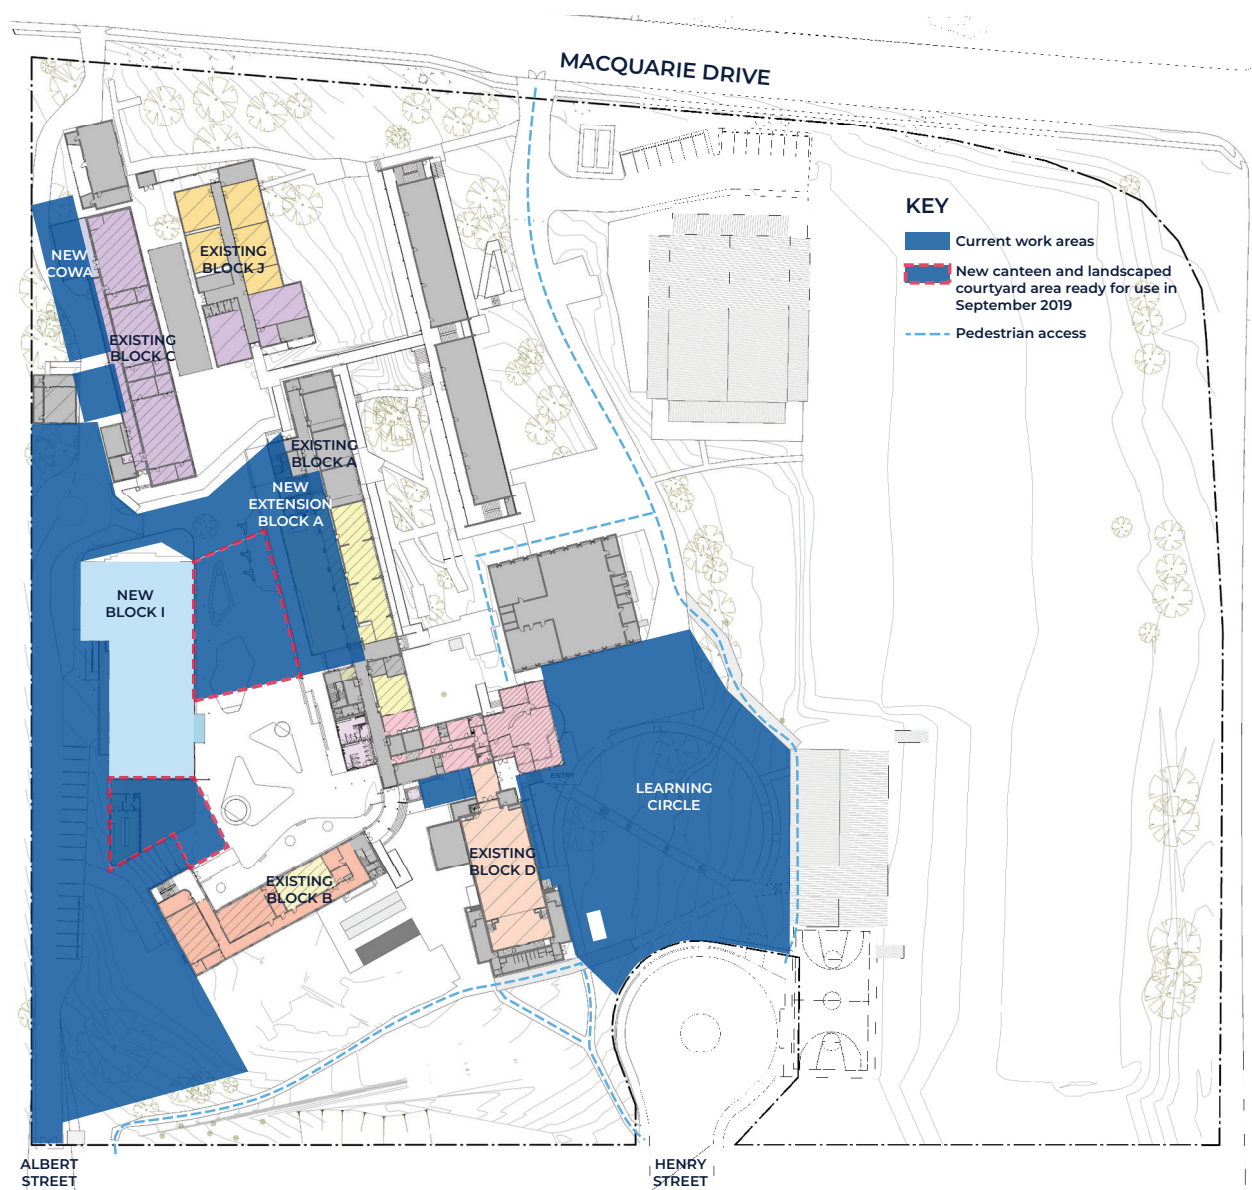 MACQUARIE DRIVE
KEY
Current work areas
New canteen and landscaped
courtyard area ready for use in
September 2019
Pedestrian access
NEW
COWA
EXISTING
BLOCK J
EXISTING
BLOCK C
EXISTING
BLOCK A
NEW
EXTENSION
BLOCK A
NEW
BLOCK I
LEARNING
CIRCLE
ENTRY
EXISTING
BLOCK D
EXISTING
BLOCK B
ALBERT
STREET
HENRY
STREET